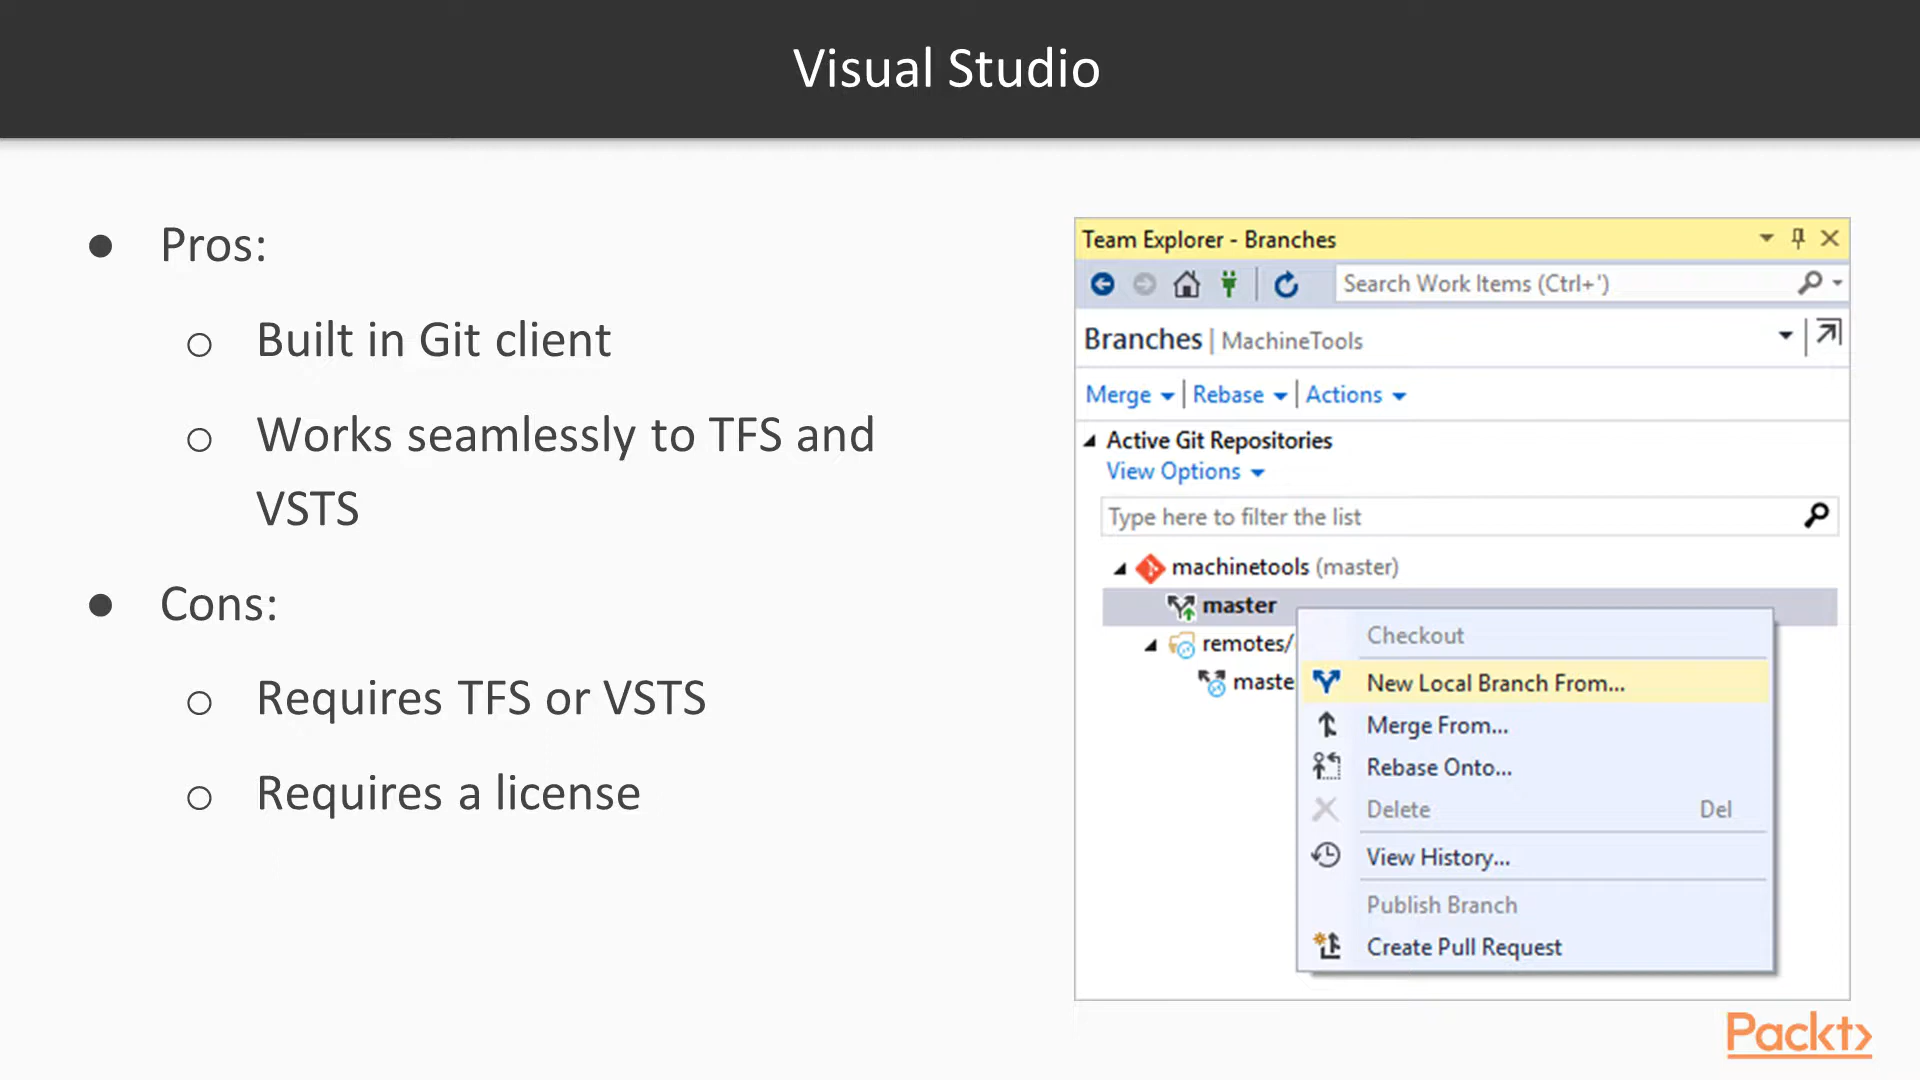 Visual Studio
Pros:
Built in Git client
Works seamlessly to TFS and
VSTS
Cons:
Requires TFS or VSTS
Requires a license
Team Explorer - Branches
Search Work Items (Ctrl+')
Branches | MachineTools
Merge | Rebase | Actions
Active Git Repositories
View Options
Type here to filter the list
machinetools (master)
master
remotes/
maste
Checkout
New Local Branch From...
Merge From...
Rebase Onto...
Delete Del
View History...
Publish Branch
Create Pull Request
Packt>